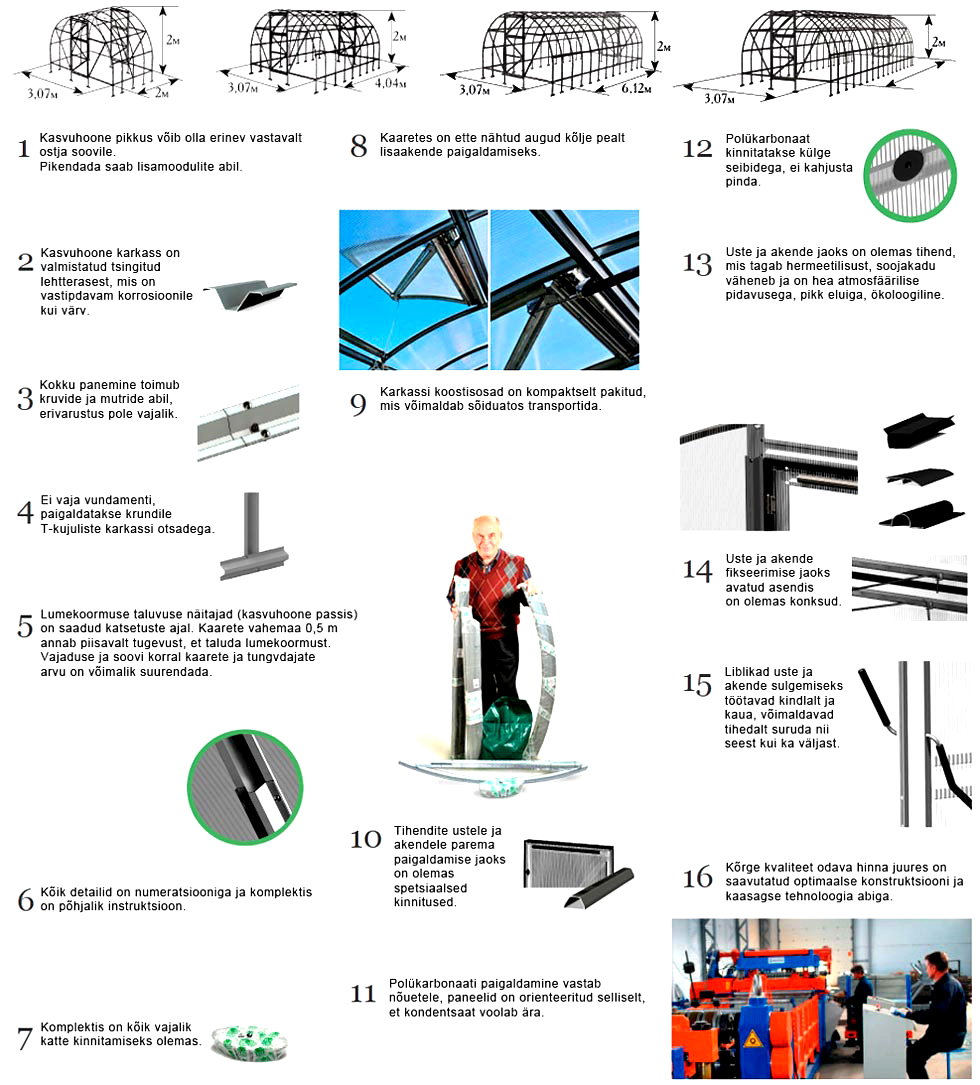 2м
3,07м
2м
2м
3,07м
4,04м
2м
3,07м
6,12м
2м
3,07м
1
Kasvuhoone pikkus võib olla erinev vastavalt
ostja soovile.
Pikendada saab lisamoodulite abil.
2
Kasvuhoone karkass on
valmistatud tsingitud
lehtterasest, mis on
vastipdavam korrosioonile
kui värv.
3
Kokku panemine toimub
kruvide ja mutride abil,
erivarustus pole vajalik.
4
Ei vaja vundamenti,
paigaldatakse krundile
T-kujuliste karkassi otsadega.
5
Lumekoormuse taluvuse näitajad (kasvuhoone passis)
on saadud katsetuste ajal. Kaarete vahemaa 0,5 m
annab piisavalt tugevust, et taluda lumekoormust.
Vajaduse ja soovi korral kaarete ja tungvdajate
arvu on võimalik suurendada.
6
Kõik detailid on numeratsiooniga ja komplektis
on põhjalik instruktsioon.
7
Komplektis on kõik vajalik
katte kinnitamiseks olemas.
8
Kaaretes on ette nähtud augud kõlje pealt
lisaakende paigaldamiseks.
9
Karkassi koostisosad on kompaktselt pakitud,
mis võimaldab sõiduatos transportida.
10
Tihendite ustele ja
akendele parema
paigaldamise jaoks
on olemas
spetsiaalsed
kinnitused.
11
Polükarbonaati paigaldamine vastab
nõuetele, paneelid on orienteeritud selliselt,
et kondentsaat voolab ära.
12
Polükarbonaat
kinnitatakse külge
seibidega, ei kahjusta
pinda.
13
Uste ja akende jaoks on olemas tihend,
mis tagab hermeetilisust, soojakadu
väheneb ja on hea atmosfäärilise
pidavusega, pikk eluiga, ökoloogiline.
14
Uste ja akende
fikseerimise jaoks
avatud asendis
on olemas konksud.
15
Liblikad uste ja
akende sulgemiseks
töötavad kindlalt ja
kaua, võimaldavad
tihedalt suruda nii
seest kui ka väljast.
16
Kõrge kvaliteet odava hinna juures on
saavutatud optimaalse konstruktsiooni ja
kaasagse tehnoloogia abiga.